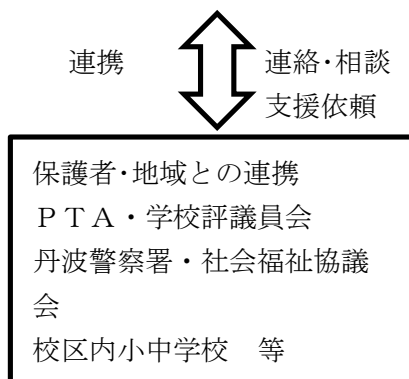 連携
連絡・相談
支援依頼
保護者・地域との連携
ＰＴＡ・学校評議員会
丹波警察署・社会福祉協議
会
校区内小中学校　等